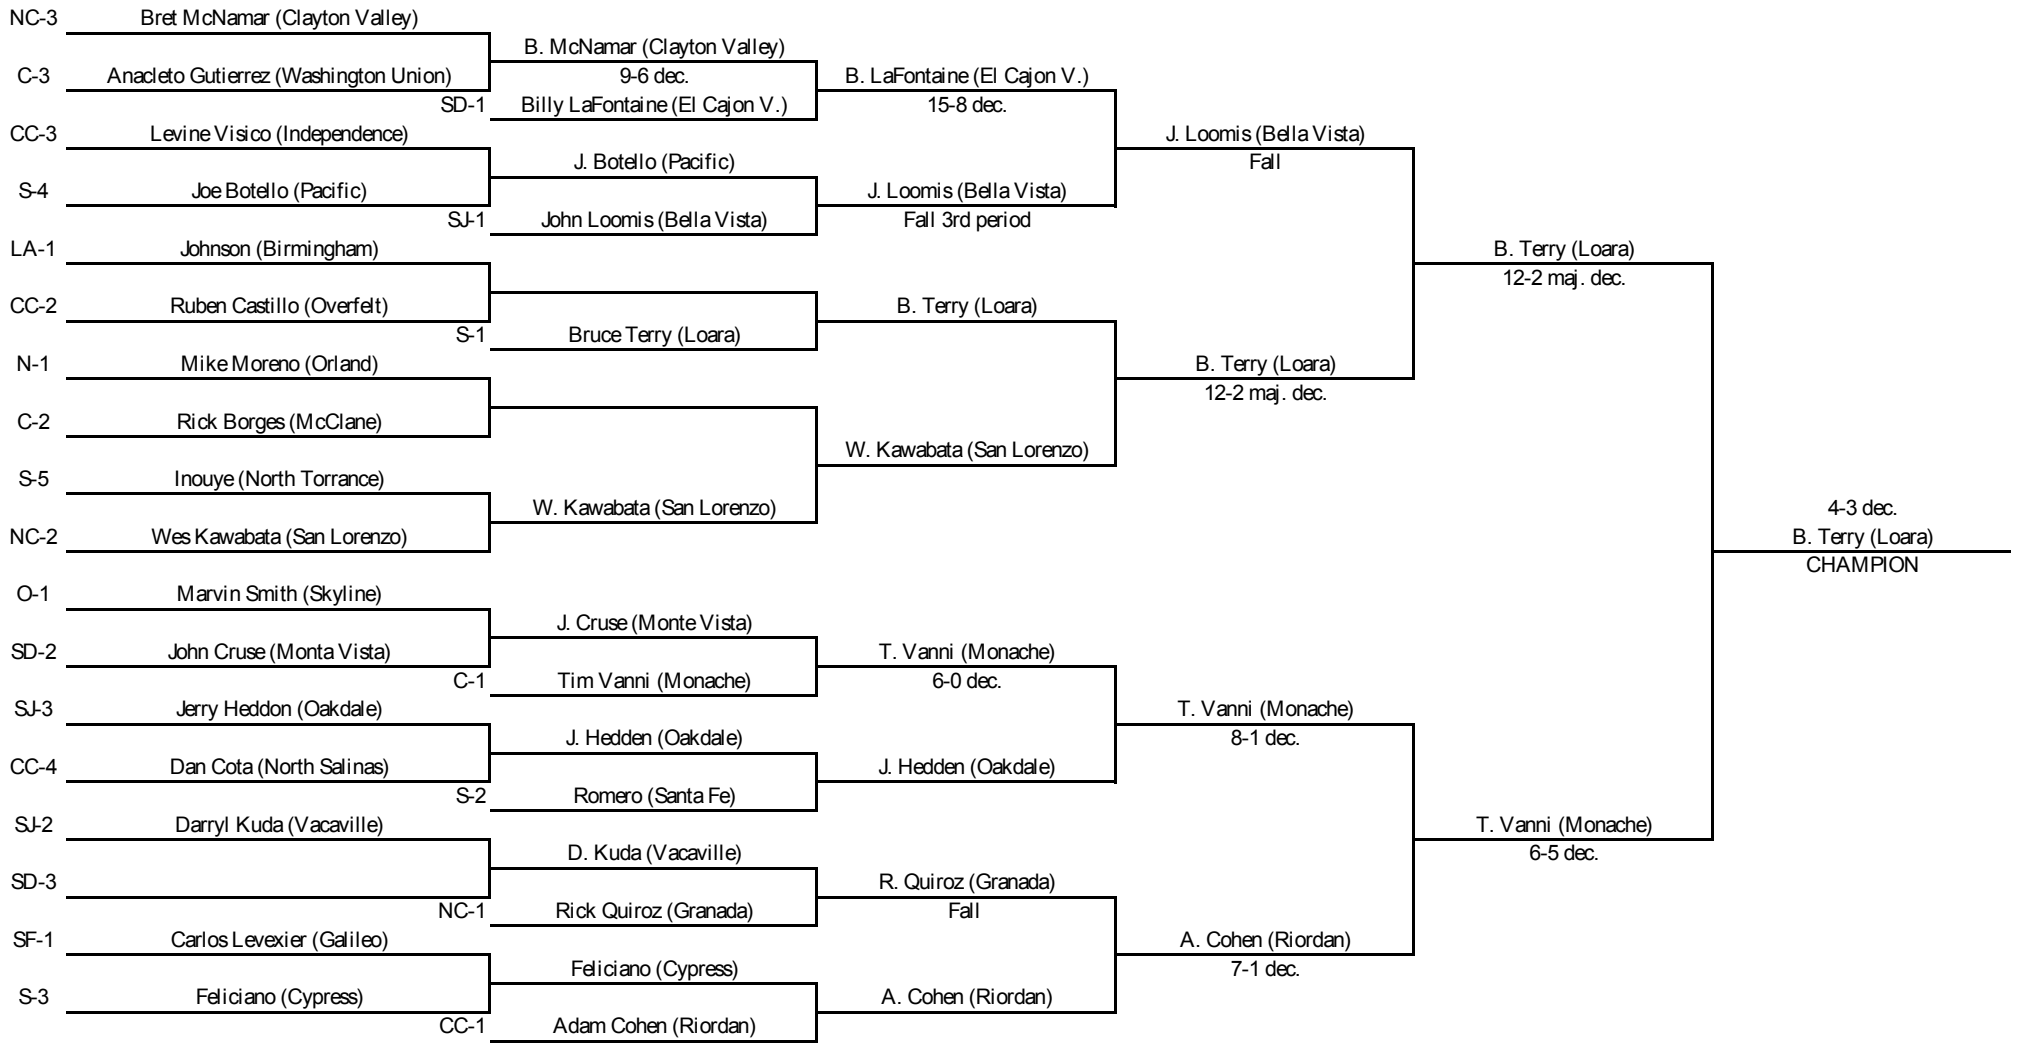 NC-3 Bret McNamar (Clayton Valley)
B. McNamar (Clayton Valley)
C-3 Anacleto Gutierrez (Washington Union) 9-6 dec. B. LaFontaine (El Cajon V.)
SD-1 Billy LaFontaine (El Cajon V.) 15-8 dec.
CC-3 Levine Visico (Independence) J. Loomis (Bella Vista)
J. Botello (Pacific) Fall
S-4 Joe Botello (Pacific) J. Loomis (Bella Vista)
SJ-1 John Loomis (Bella Vista) Fall 3rd period
LA-1 Johnson (Birmingham) B. Terry (Loara)
12-2 maj. dec.
CC-2 Ruben Castillo (Overfelt) B. Terry (Loara)
S-1 Bruce Terry (Loara)
N-1 Mike Moreno (Orland) B. Terry (Loara)
12-2 maj. dec.
C-2 Rick Borges (McClane)
W. Kawabata (San Lorenzo)
S-5 Inouye (North Torrance)
W. Kawabata (San Lorenzo) 4-3 dec.
NC-2 Wes Kawabata (San Lorenzo) B. Terry (Loara)
CHAMPION
O-1 Marvin Smith (Skyline)
J. Cruse (Monte Vista)
SD-2 John Cruse (Monta Vista) T. Vanni (Monache)
C-1 Tim Vanni (Monache) 6-0 dec.
SJ-3 Jerry Heddon (Oakdale) T. Vanni (Monache)
J. Hedden (Oakdale) 8-1 dec.
CC-4 Dan Cota (North Salinas) J. Hedden (Oakdale)
S-2 Romero (Santa Fe)
SJ-2 Darryl Kuda (Vacaville) T. Vanni (Monache)
D. Kuda (Vacaville) 6-5 dec.
SD-3 R. Quiroz (Granada)
NC-1 Rick Quiroz (Granada) Fall
SF-1 Carlos Levexier (Galileo) A. Cohen (Riordan)
Feliciano (Cypress) 7-1 dec.
S-3 Feliciano (Cypress) A. Cohen (Riordan)
CC-1 Adam Cohen (Riordan)